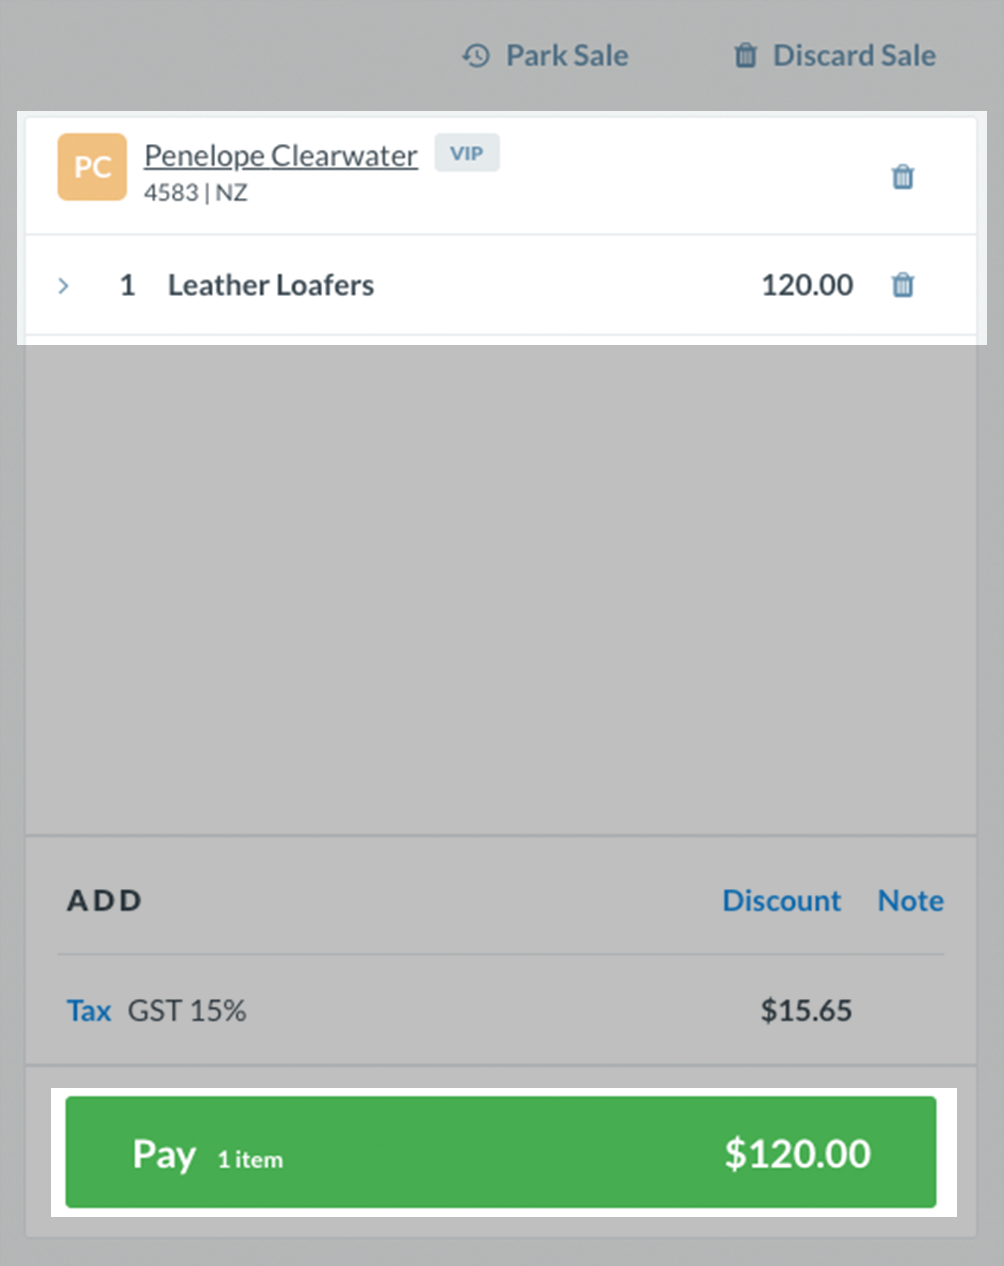 Park Sale Discard Sale
PC Penelope Clearwater VIP
4583 | NZ
1 Leather Loafers 120.00
ADD Discount Note
Tax GST 15% $15.65
Pay 1 item $120.00